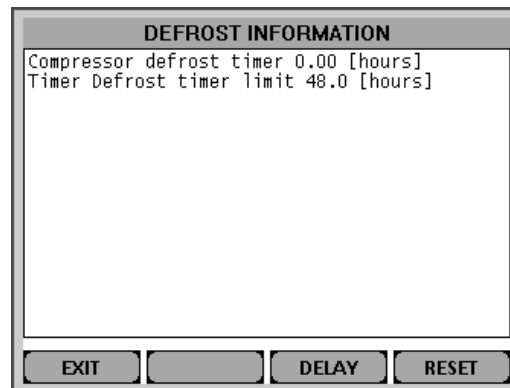 DEFROST INFORMATION
Compressor defrost timer 0.00 [hours]
Timer Defrost timer limit 48.0 [hours]
EXIT DELAY RESET